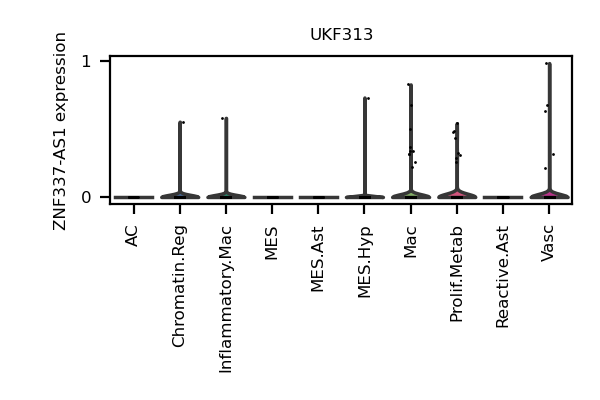 UKF313
ZNF337-AS1 expression
1
0
AC
Chromatin.Reg
Inflammatory.Mac
MES
MES.Ast
MES.Hyp
Mac
Prolif.Metab
Reactive.Ast
Vasc